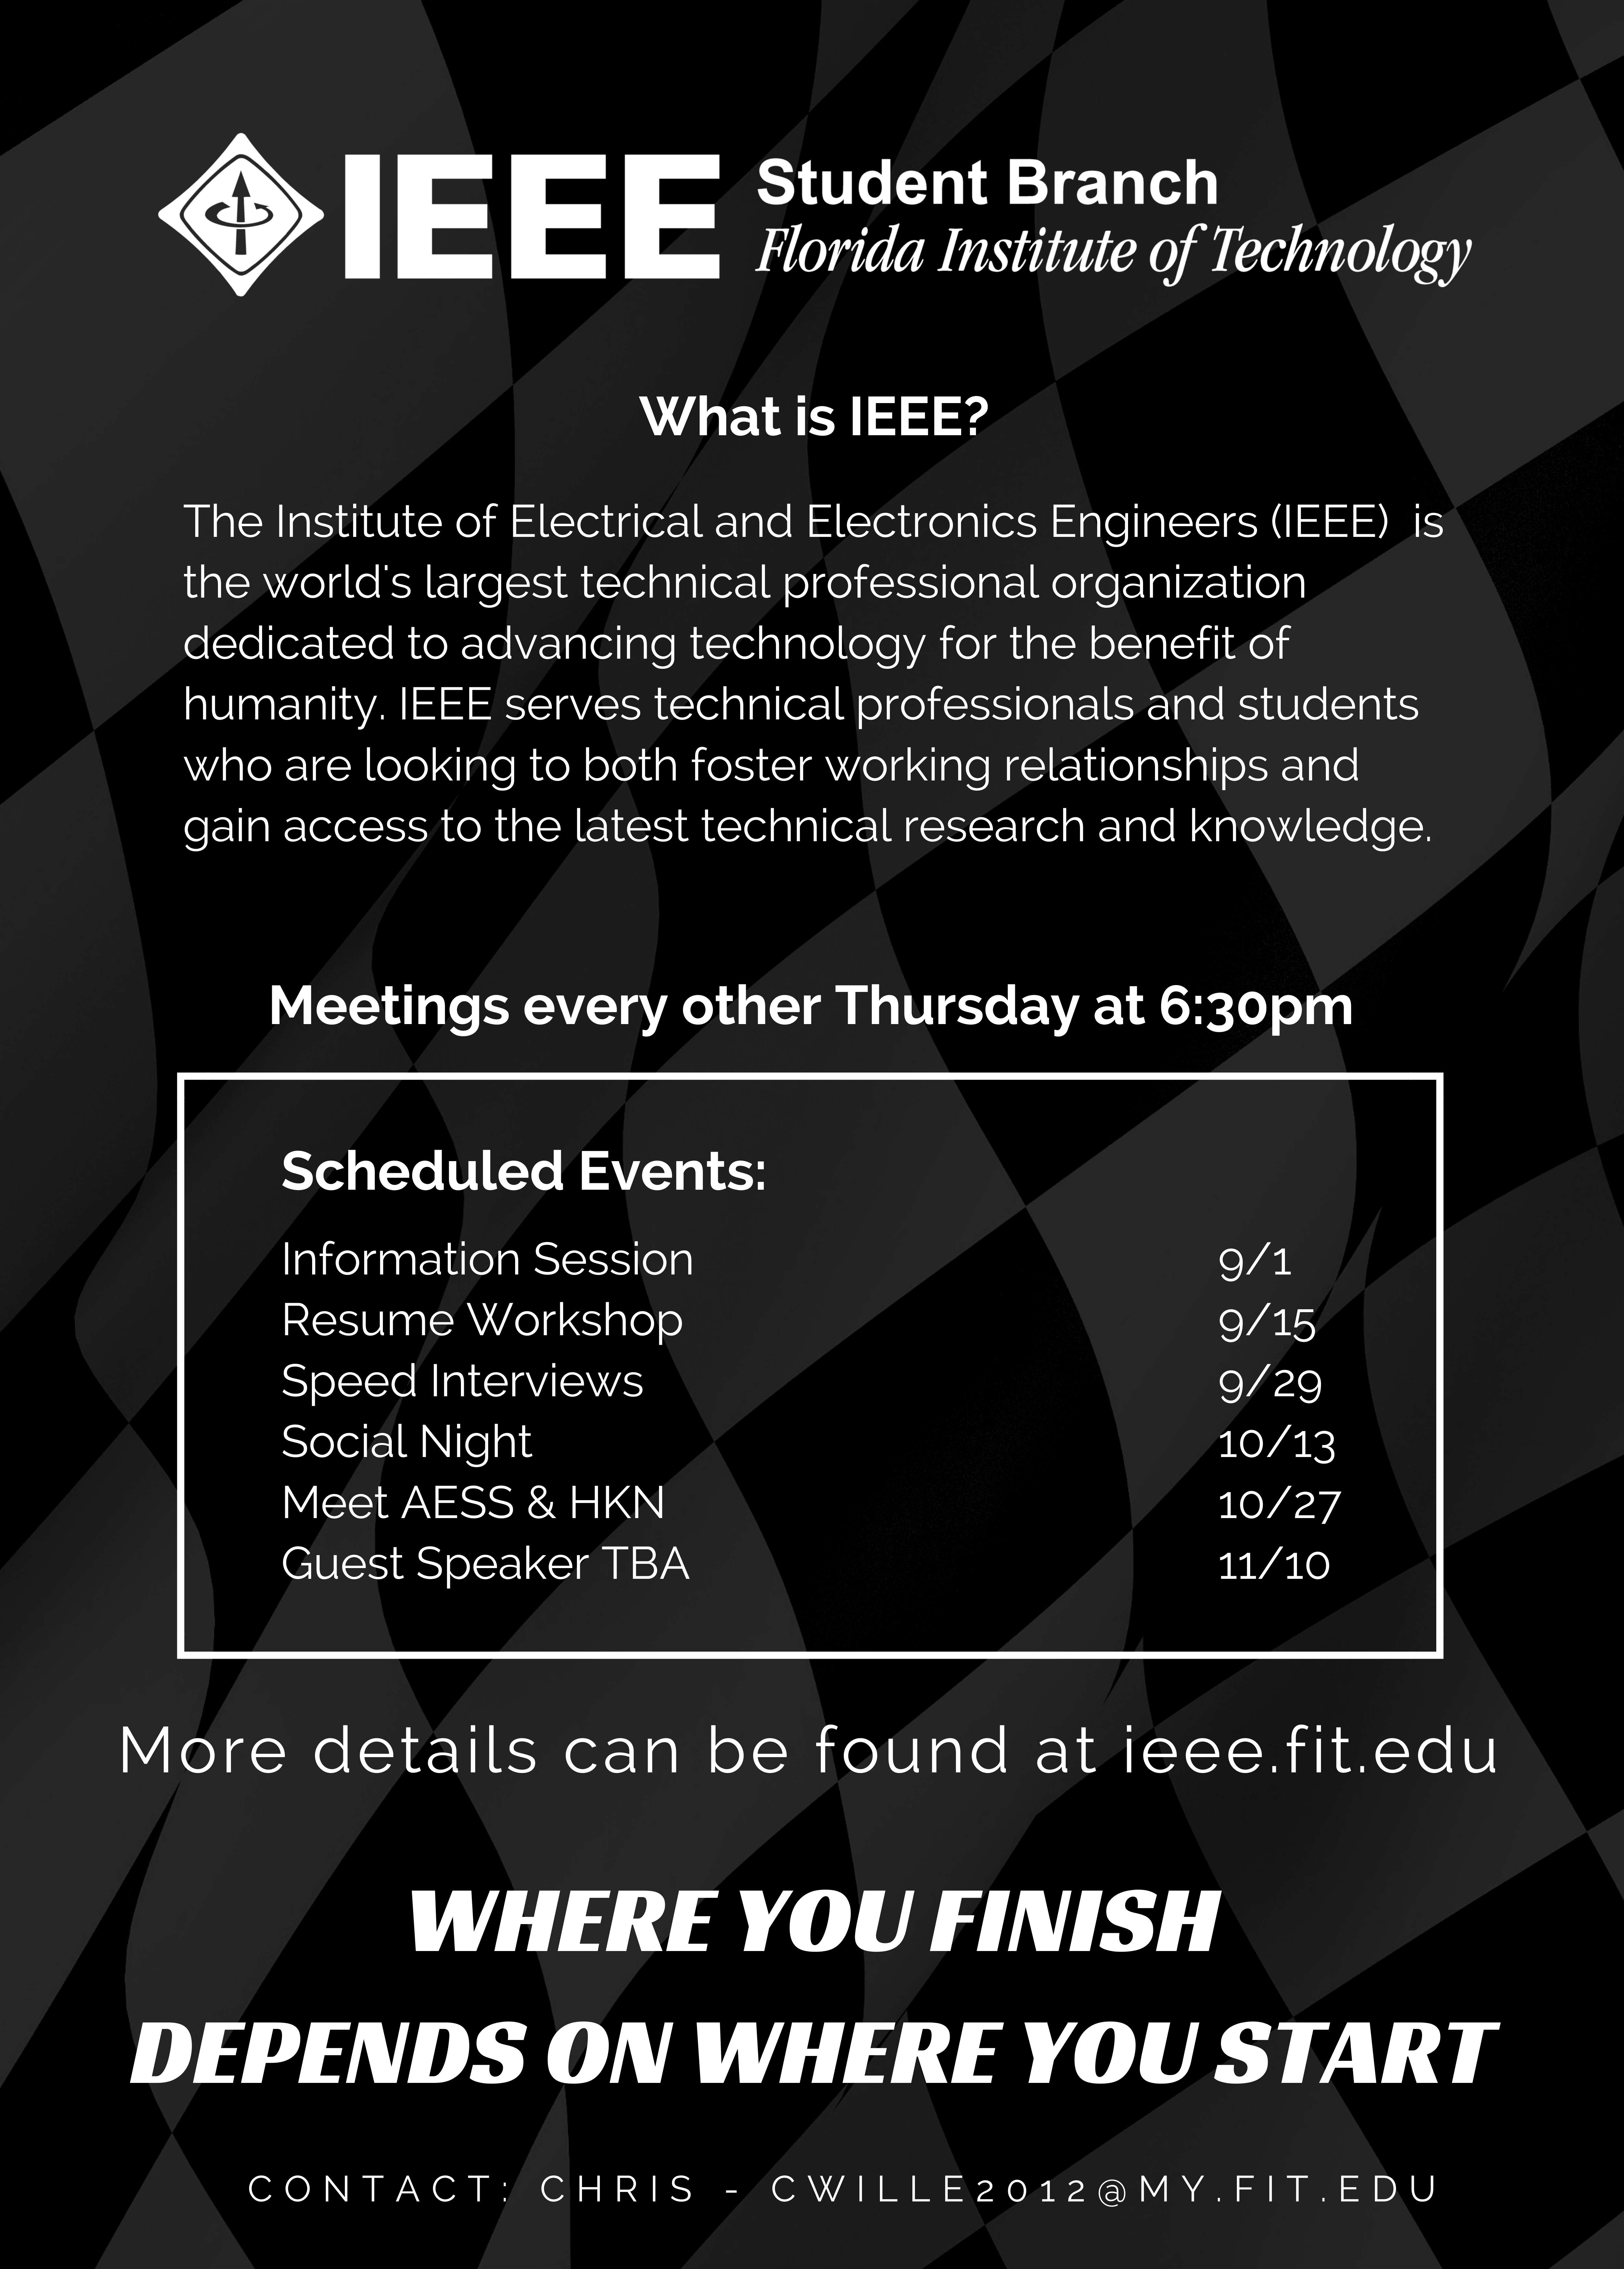 IEEE Student Branch
Florida Institute of Technology
What is IEEE?
The Institute of Electrical and Electronics Engineers (IEEE)  is
the world's largest technical professional organization
dedicated to advancing technology for the benefit of
humanity. IEEE serves technical professionals and students
who are looking to both foster working relationships and
gain access to the latest technical research and knowledge.
Meetings every other Thursday at 6:30pm
Scheduled Events:
Information Session 9/1
Resume Workshop 9/15
Speed Interviews 9/29
Social Night 10/13
Meet AESS & HKN 10/27
Guest Speaker TBA 11/10
More details can be found at ieee.fit.edu
WHERE YOU FINISH
DEPENDS ON WHERE YOU START
CONTACT: CHRIS - CWILLE2012@MY.FIT.EDU